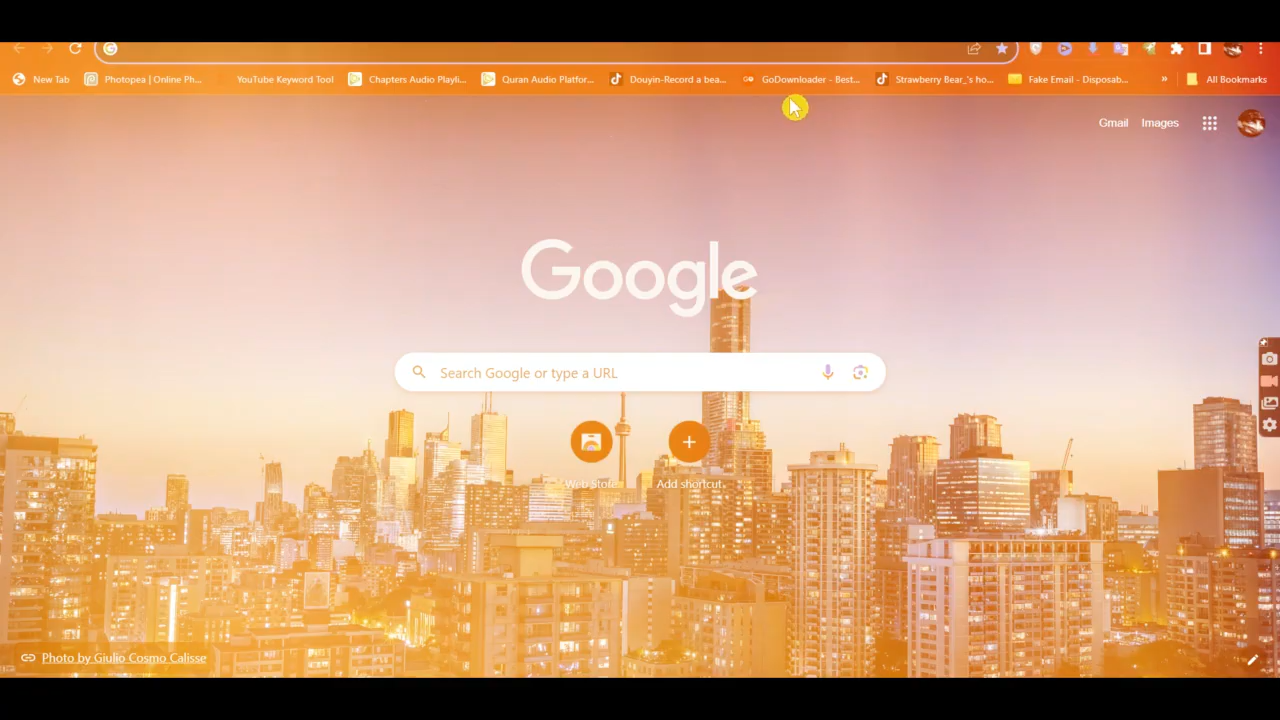 New Tab
Photopea | Online Ph...
YouTube Keyword Tool
Chapters Audio Playli...
Quran Audio Platfor...
Douyin-Record a bea...
GoDownloader - Best...
Strawberry Bear_'s ho...
Fake Email - Disposab...
»
All Bookmarks
Gmail
Images
Google
Search Google or type a URL
Web Store
Add shortcut
Photo by Giulio Cosmo Calisse